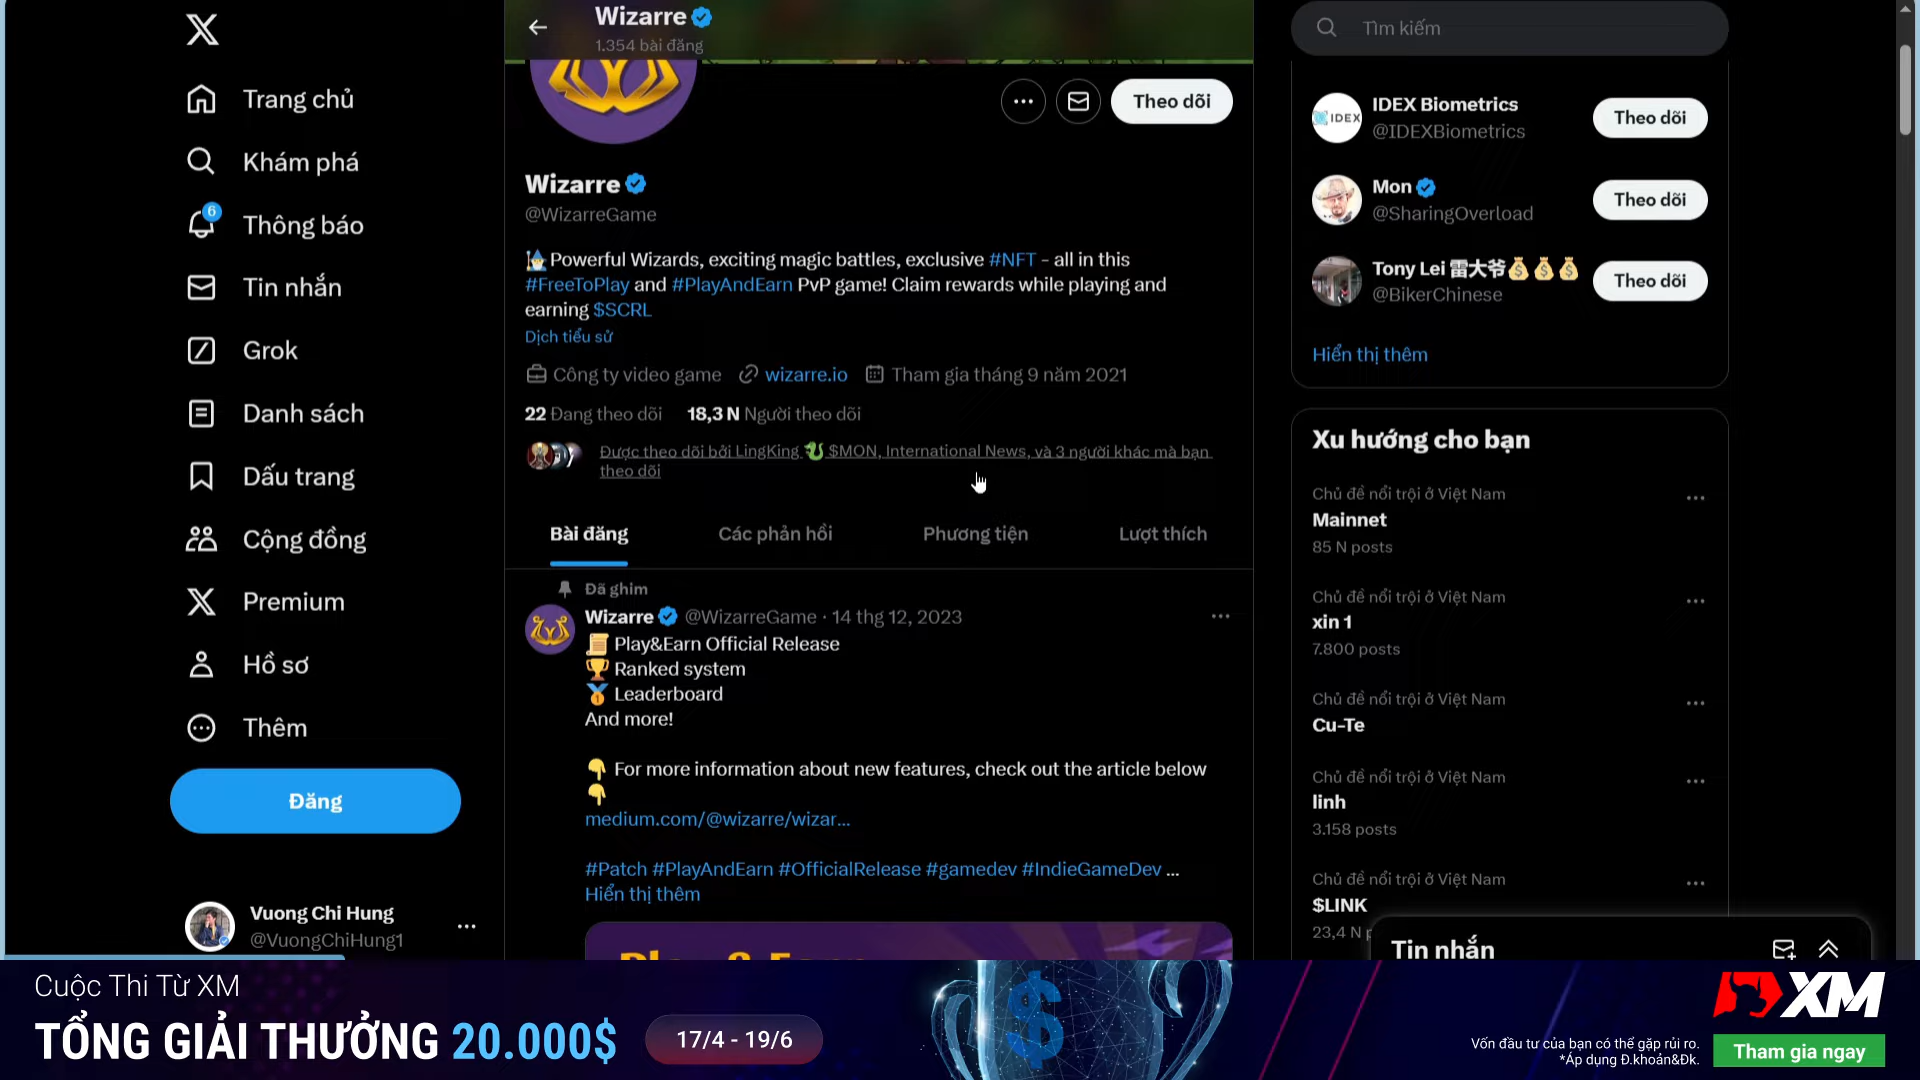 Trang chủ
Khám phá
6
Thông báo
Tin nhắn
Grok
Danh sách
Dấu trang
Cộng đồng
Premium
Hồ sơ
Thêm
Đăng
Vuong Chi Hung
@VuongChiHung1
Wizarre
1.354 bài đăng
Theo dõi
Wizarre
@WizarreGame
Powerful Wizards, exciting magic battles, exclusive #NFT - all in this
#FreeToPlay and #PlayAndEarn PvP game! Claim rewards while playing and
earning $SCRL
Dịch tiểu sử
Công ty video game wizarre.io Tham gia tháng 9 năm 2021
22 Đang theo dõi 18,3 N Người theo dõi
Được theo dõi bởi LingKing $MON, International News, và 3 người khác mà bạn
theo dõi
Bài đăng Các phản hồi Phương tiện Lượt thích
Đã ghim
Wizarre @WizarreGame · 14 thg 12, 2023
Play&Earn Official Release
Ranked system
Leaderboard
And more!
For more information about new features, check out the article below
medium.com/@wizarre/wizar...
#Patch #PlayAndEarn #OfficialRelease #gamedev #IndieGameDev ...
Hiển thị thêm
Play & Earn
Tìm kiếm
IDEX
IDEX Biometrics
@IDEXBiometrics
Theo dõi
Mon
@SharingOverload
Theo dõi
Tony Lei 雷大爷
@BikerChinese
Theo dõi
Hiển thị thêm
Xu hướng cho bạn
Chủ đề nổi trội ở Việt Nam
Mainnet
85 N posts
Chủ đề nổi trội ở Việt Nam
xin 1
7.800 posts
Chủ đề nổi trội ở Việt Nam
Cu-Te
Chủ đề nổi trội ở Việt Nam
linh
3.158 posts
Chủ đề nổi trội ở Việt Nam
$LINK
23,4 N
Tin nhắn
Cuộc Thi Từ XM
TỔNG GIẢI THƯỞNG 20.000$
17/4 - 19/6
XM
Vốn đầu tư của bạn có thể gặp rủi ro.
*Áp dụng Đ.khoản&Đk.
Tham gia ngay